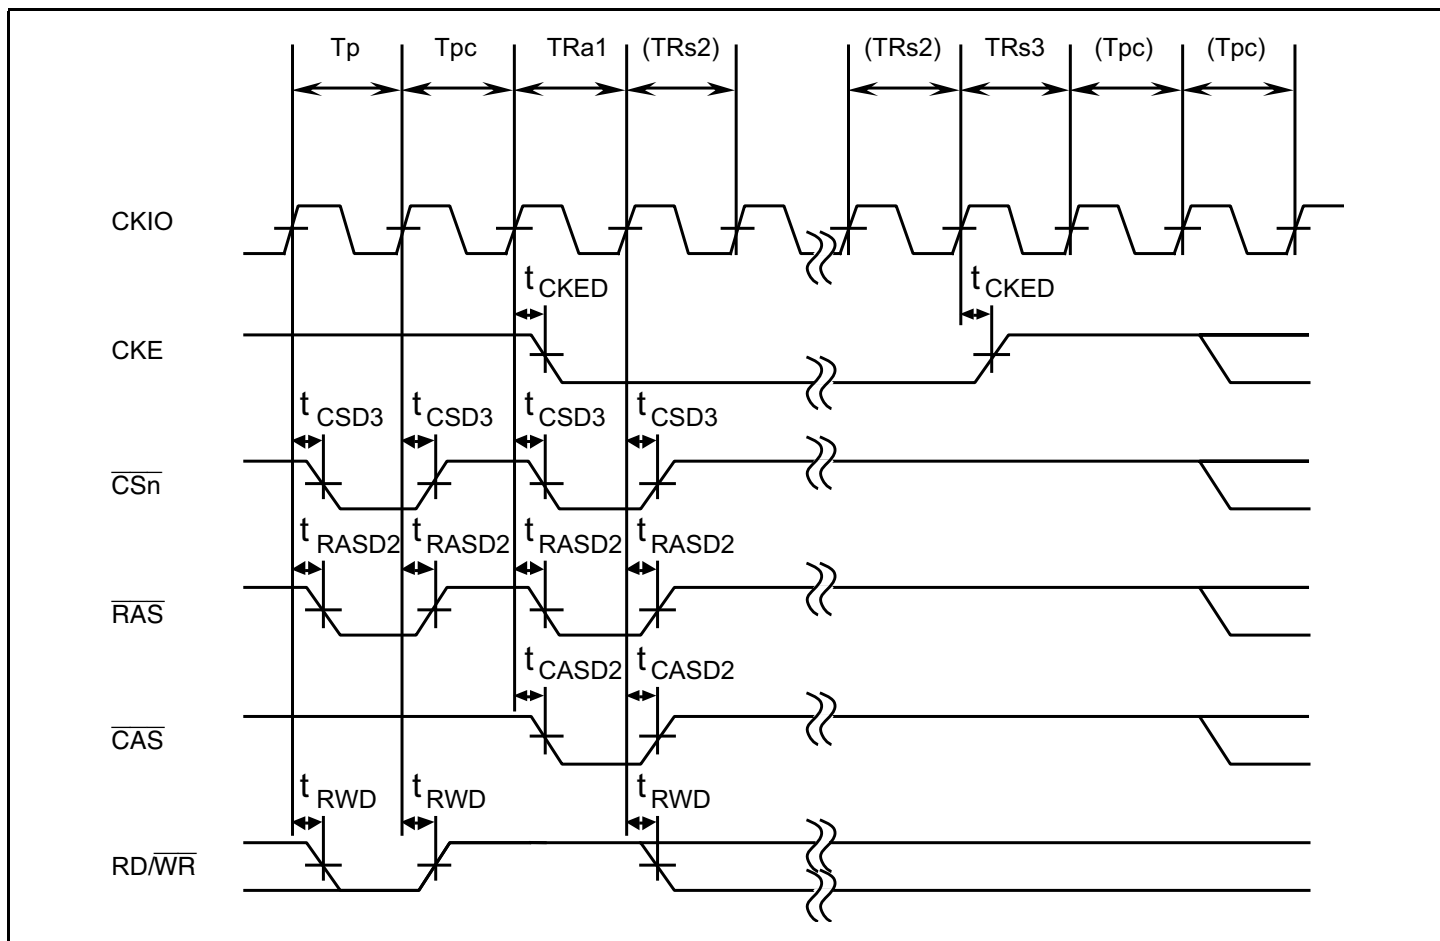 Tp Tpc TRa1 (TRs2) (TRs2) TRs3 (Tpc) (Tpc)
CKIO
tCKED tCKED
CKE
tCSD3 tCSD3 tCSD3 tCSD3
CSn
tRASD2 tRASD2 tRASD2 tRASD2
RAS
tCASD2 tCASD2
CAS
tRWD tRWD tRWD
RD/WR